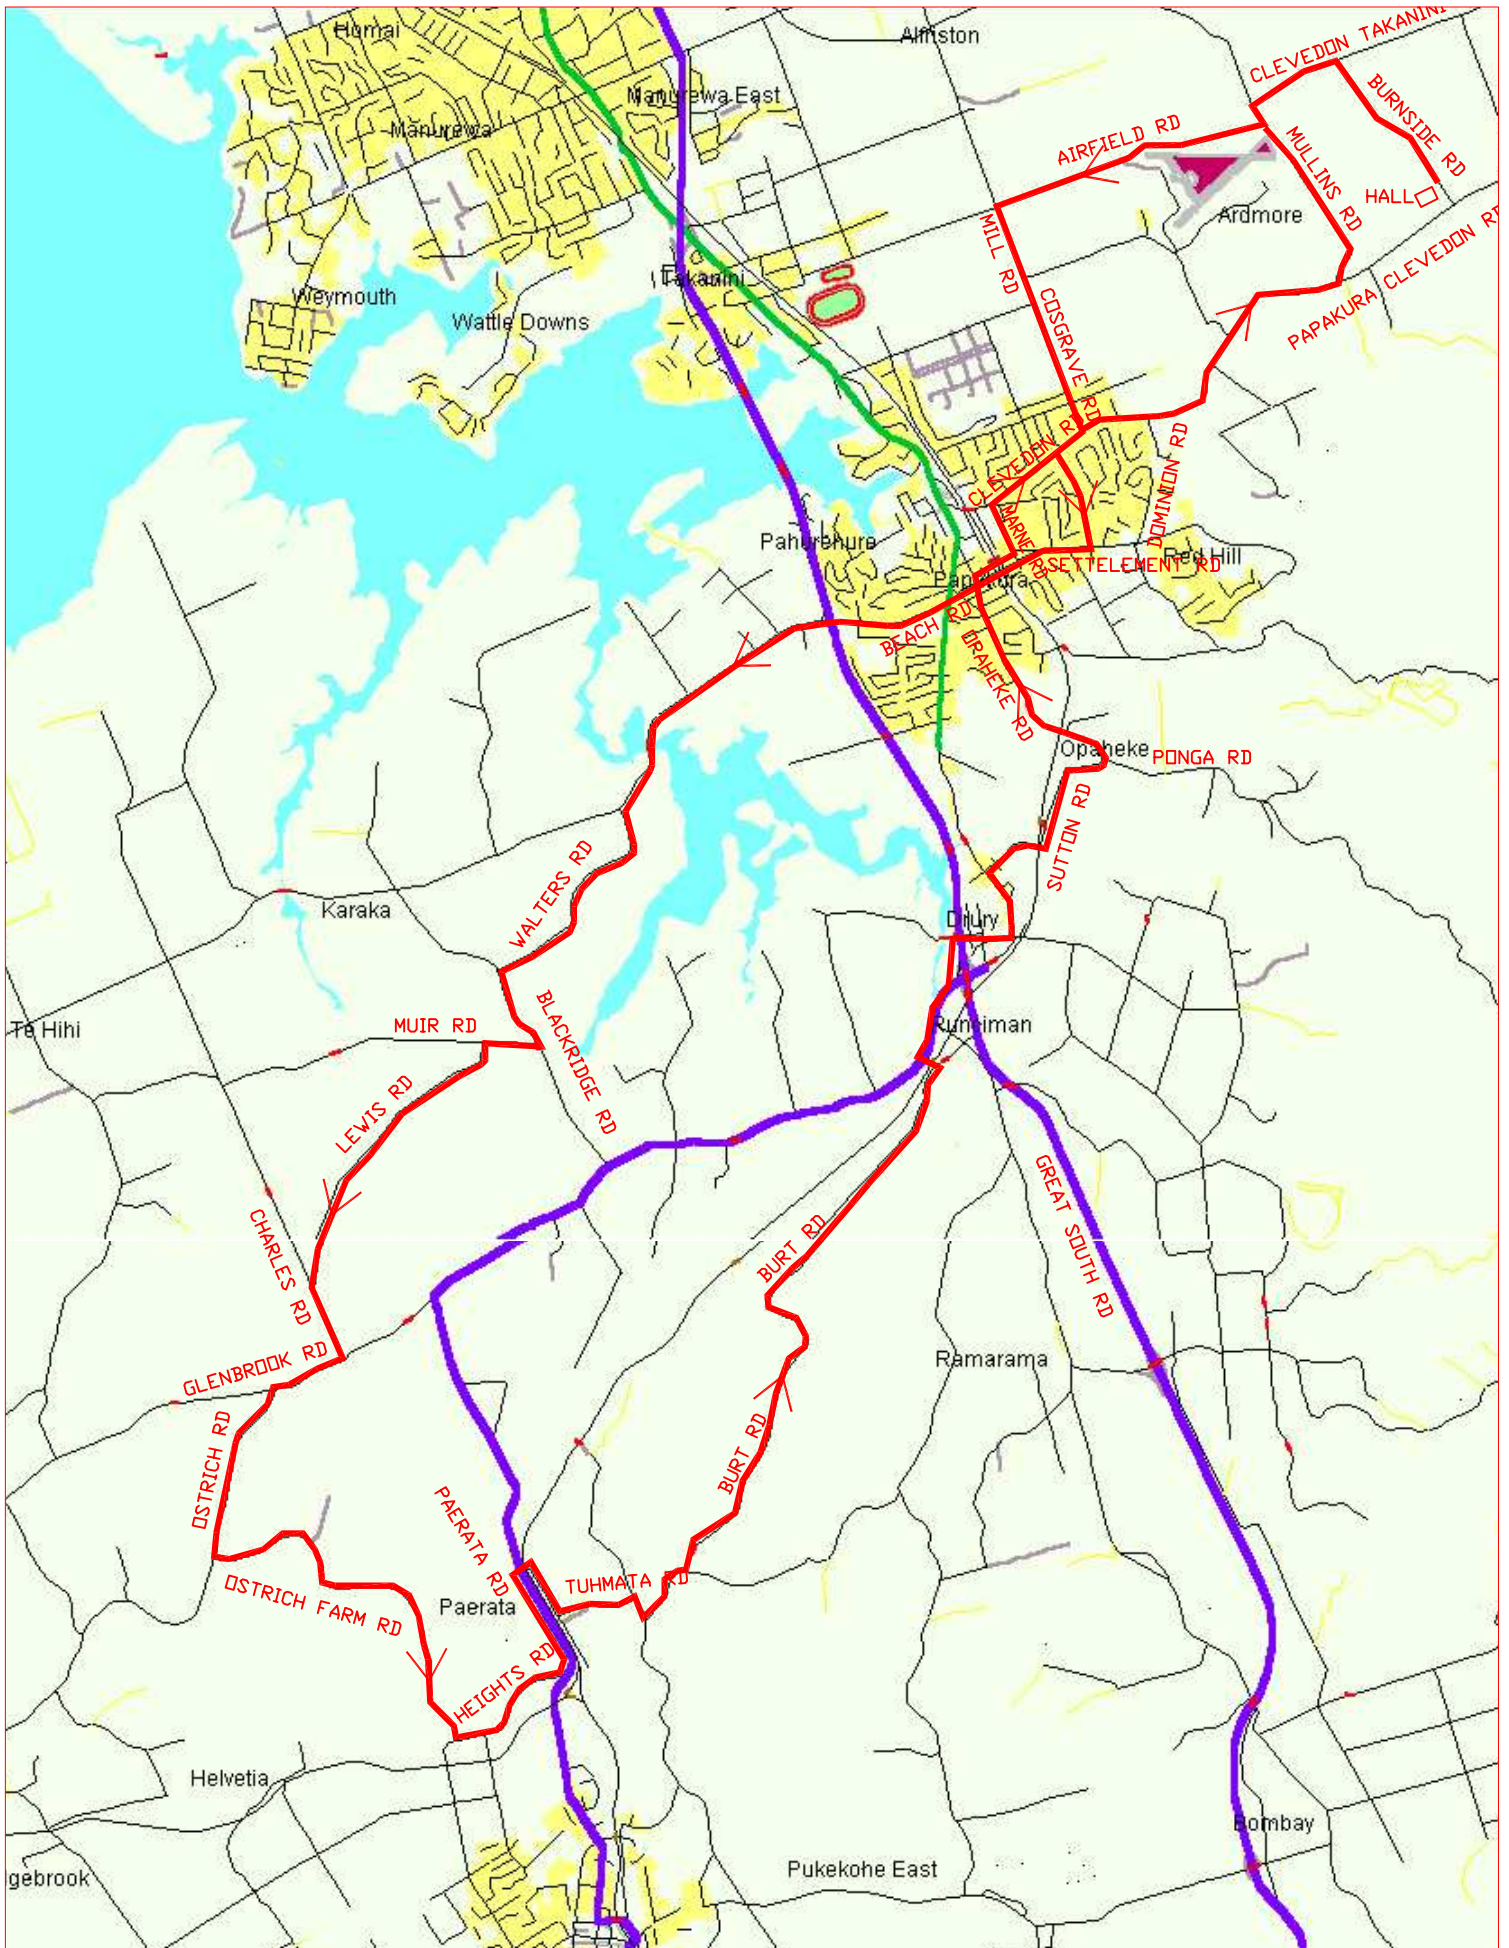 Homai
Alfriston
CLEVEDON TAKANINI
BURNSIDE RD
Manurewa East
Manurewa
AIRFIELD RD
MULLINS RD
HALL
Ardmore
MILL RD
PAPAKURA CLEVEDON RD
Takanini
Weymouth
Wattle Downs
COSGRAVE RD
CLEVEDON RD
DOMINION RD
MARNE RD
Pahurehure
Red Hill
SETTELEMENT RD
Papakura
BEACH RD
OPAHEKE RD
Opaheke
PONGA RD
SUTTON RD
WALTERS RD
Karaka
Drury
Te Hihi
MUIR RD
BLACKRIDGE RD
Runciman
LEWIS RD
GREAT SOUTH RD
CHARLES RD
BURT RD
GLENBROOK RD
Ramarama
OSTRICH RD
BURT RD
PAERATA RD
OSTRICH FARM RD
TUHMATA RD
Paerata
HEIGHTS RD
Helvetia
Bombay
gebrook
Pukekohe East